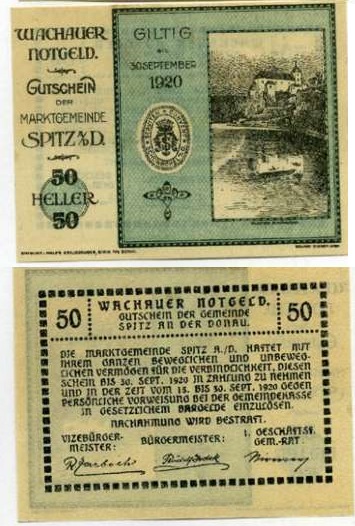 WACHAUER
NOTGELD.
GUTSCHEIN
DER
MARKTGEMEINDE
SPITZ A/D.
50
HELLER
50
GILTIG
BIS
30 SEPTEMBER
1920
WACHAUER NOTGELD.
GUTSCHEIN DER GEMEINDE
SPITZ AN DER DONAU.
50
50
DIE MARKTGEMEINDE SPITZ A./D. HAFTET MIT
IHREM GANZEN BEWEGLICHEN UND UNBEWEG-
LICHEN VERMÖGEN FÜR DIE VERBINDLICHKEIT, DIESEN
SCHEIN BIS 30. SEPT. 1920 IN ZAHLUNG ZU NEHMEN
UND IN DER ZEIT VOM 15. BIS 30. SEPT. 1920 GEGEN
PERSÖNLICHE VORWEISUNG BEI DER GEMEINDEKASSE
IN GESETZLICHEM BARGELDE EINZULÖSEN.
NACHAHMUNG WIRD BESTRAFT.
VIZEBÜRGER-
MEISTER:
BÜRGERMEISTER:
1. GESCHÄFTSF.
GEM.-RAT: